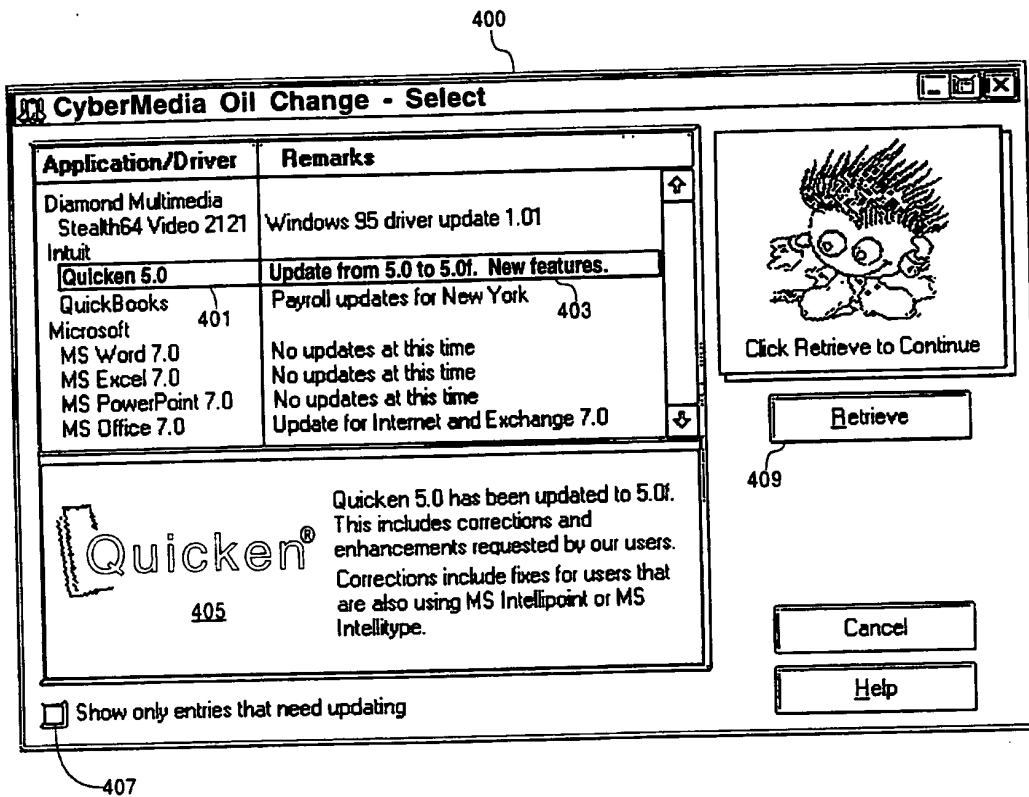 400
CyberMedia Oil Change - Select
Application/Driver Remarks
Diamond Multimedia
Stealth64 Video 2121 Windows 95 driver update 1.01
Intuit
Quicken 5.0 Update from 5.0 to 5.0f. New features.
QuickBooks Payroll updates for New York
401 403
Microsoft
MS Word 7.0 No updates at this time
MS Excel 7.0 No updates at this time
MS PowerPoint 7.0 No updates at this time
MS Office 7.0 Update for Internet and Exchange 7.0
Click Retrieve to Continue
Retrieve
409
Quicken®
405
Quicken 5.0 has been updated to 5.0f.
This includes corrections and
enhancements requested by our users.
Corrections include fixes for users that
are also using MS Intellipoint or MS
Intellitype.
Cancel
Help
Show only entries that need updating
407